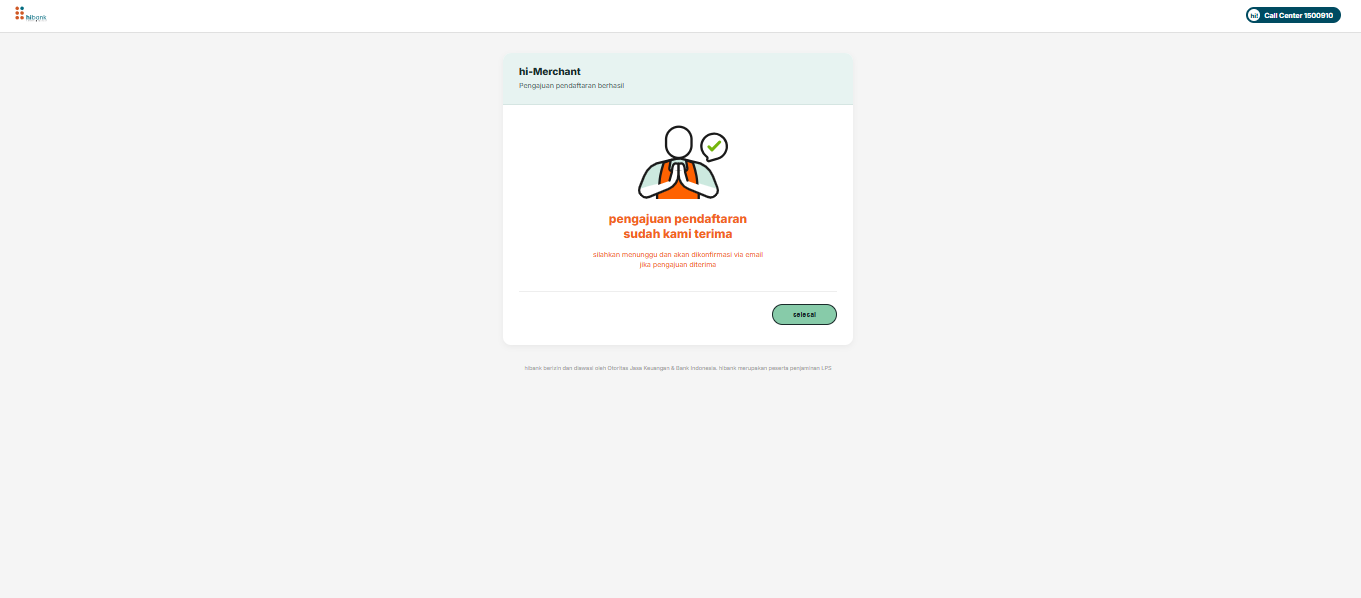 hibank
hi! Call Center 1500910
hi-Merchant
Pengajuan pendaftaran berhasil
pengajuan pendaftaran
sudah kami terima
silahkan menunggu dan akan dikonfirmasi via email
jika pengajuan diterima
selesai
hibank berizin dan diawasi oleh Otoritas Jasa Keuangan & Bank Indonesia, hibank merupakan peserta penjaminan LPS